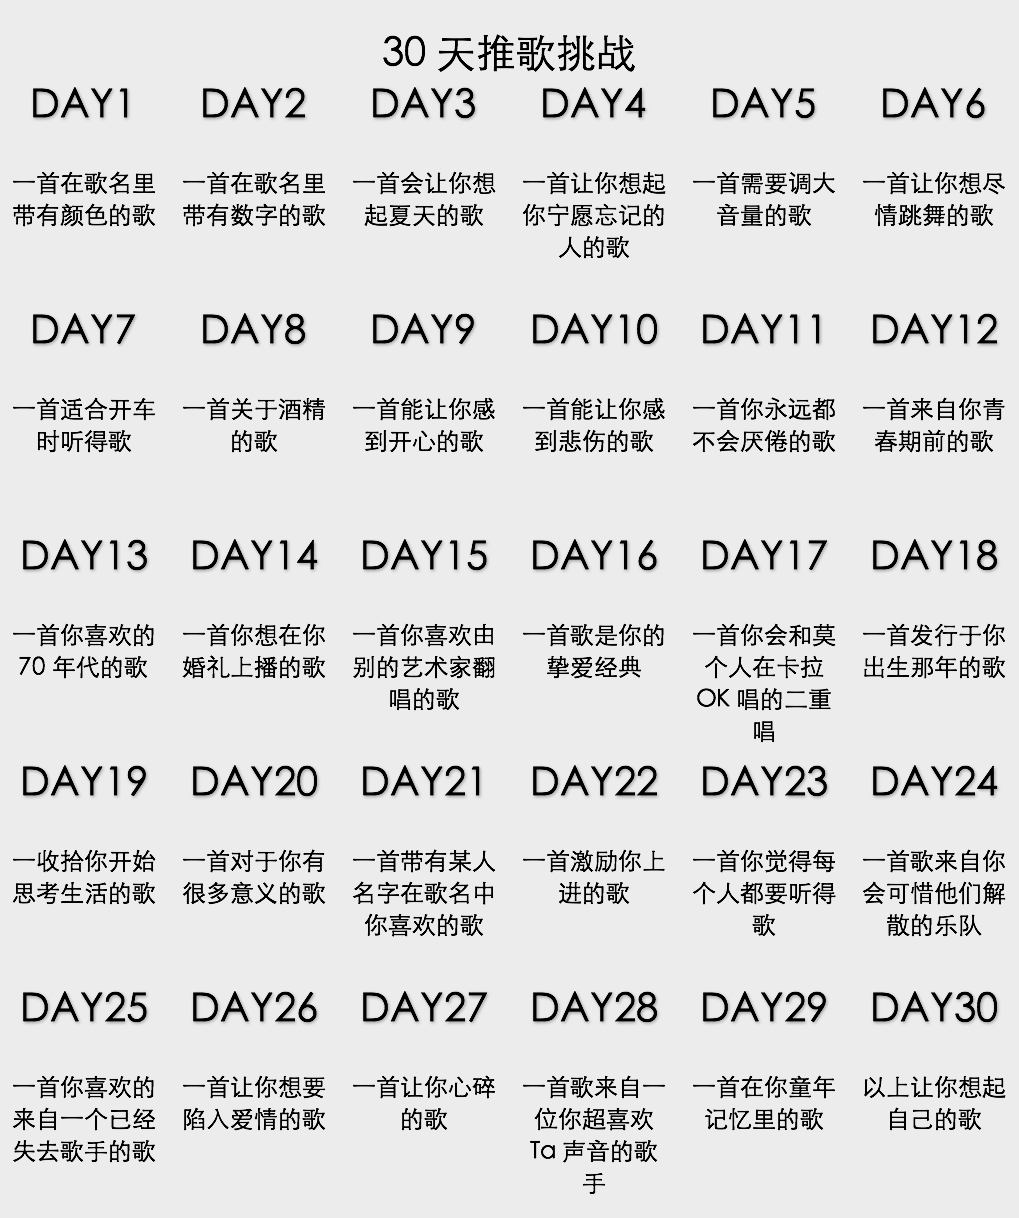 30 天推歌挑战
DAY1
一首在歌名里
带有颜色的歌
DAY2
一首在歌名里
带有数字的歌
DAY3
一首会让你想
起夏天的歌
DAY4
一首让你想起
你宁愿忘记的
人的歌
DAY5
一首需要调大
音量的歌
DAY6
一首让你想尽
情跳舞的歌
DAY7
一首适合开车
时听得歌
DAY8
一首关于酒精
的歌
DAY9
一首能让你感
到开心的歌
DAY10
一首能让你感
到悲伤的歌
DAY11
一首你永远都
不会厌倦的歌
DAY12
一首来自你青
春期前的歌
DAY13
一首你喜欢的
70 年代的歌
DAY14
一首你想在你
婚礼上播的歌
DAY15
一首你喜欢由
别的艺术家翻
唱的歌
DAY16
一首歌是你的
挚爱经典
DAY17
一首你会和莫
个人在卡拉
OK 唱的二重
唱
DAY18
一首发行于你
出生那年的歌
DAY19
一收拾你开始
思考生活的歌
DAY20
一首对于你有
很多意义的歌
DAY21
一首带有某人
名字在歌名中
你喜欢的歌
DAY22
一首激励你上
进的歌
DAY23
一首你觉得每
个人都要听得
歌
DAY24
一首歌来自你
会可惜他们解
散的乐队
DAY25
一首你喜欢的
来自一个已经
失去歌手的歌
DAY26
一首让你想要
陷入爱情的歌
DAY27
一首让你心碎
的歌
DAY28
一首歌来自一
位你超喜欢
Ta 声音的歌
手
DAY29
一首在你童年
记忆里的歌
DAY30
以上让你想起
自己的歌